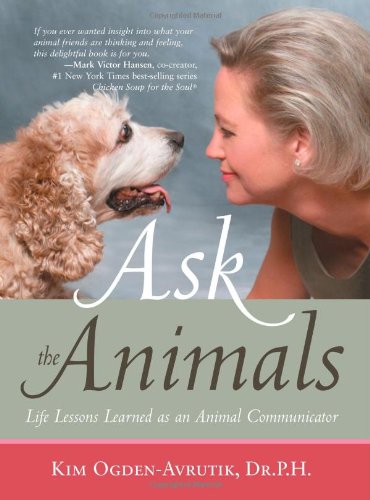 If you ever wanted insight into what your
animal friends are thinking and feeling,
this delightful book is for you.
—Mark Victor Hansen, co-creator,
#1 New York Times best-selling series
Chicken Soup for the Soul®
Ask
the Animals
Life Lessons Learned as an Animal Communicator
KIM OGDEN-AVRUTIK, DR.P.H.